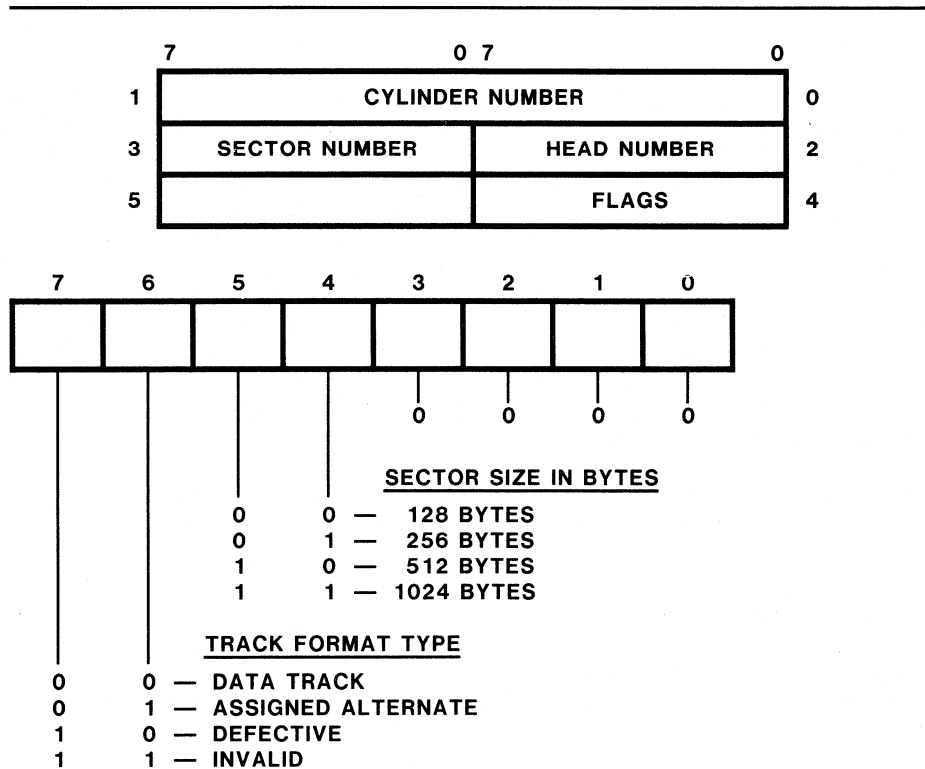 7 0 7 0
1 CYLINDER NUMBER 0
3 SECTOR NUMBER HEAD NUMBER 2
5 FLAGS 4
7 6 5 4 3 2 1 0
0 0 0 0
SECTOR SIZE IN BYTES
0 0 — 128 BYTES
0 1 — 256 BYTES
1 0 — 512 BYTES
1 1 — 1024 BYTES
TRACK FORMAT TYPE
0 0 — DATA TRACK
0 1 — ASSIGNED ALTERNATE
1 0 — DEFECTIVE
1 1 — INVALID